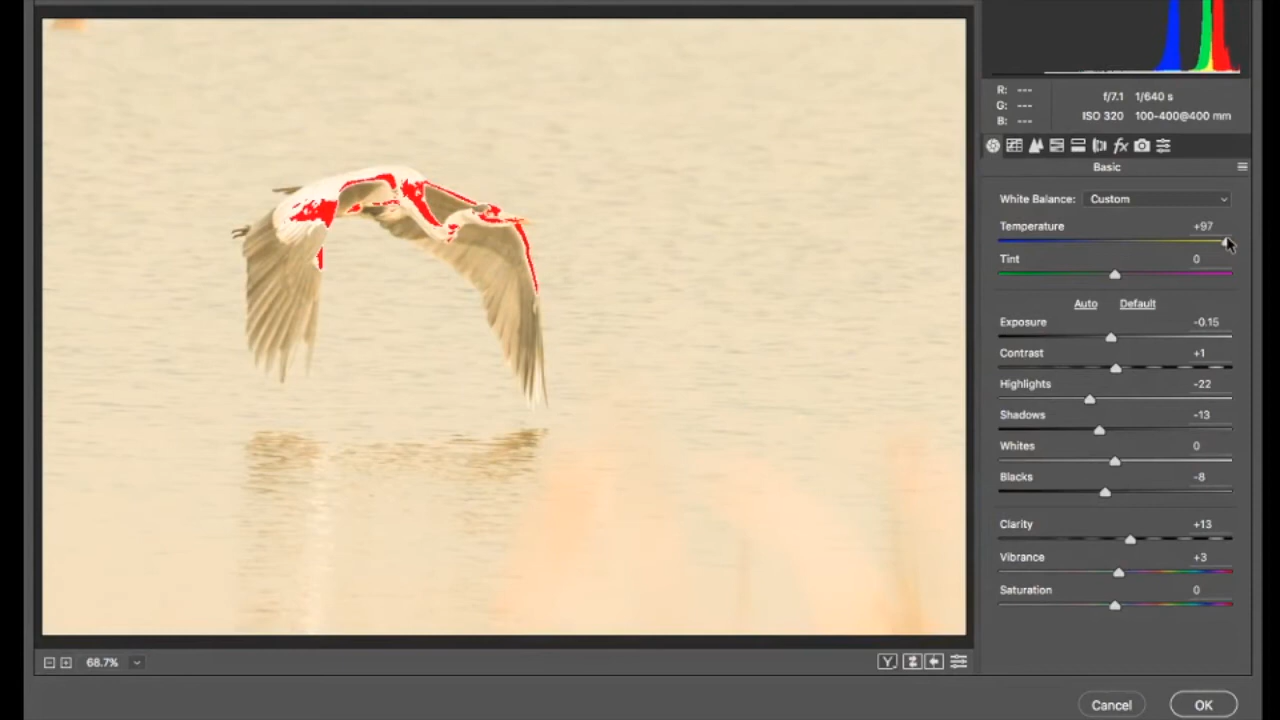 R: ---
G: ---
B: ---
f/7.1 1/640 s
ISO 320 100-400@400 mm
fx
Basic
White Balance: Custom
Temperature +97
Tint 0
Auto Default
Exposure -0.15
Contrast +1
Highlights -22
Shadows -13
Whites 0
Blacks -8
Clarity +13
Vibrance +3
Saturation 0
68.7%
Y
Cancel OK